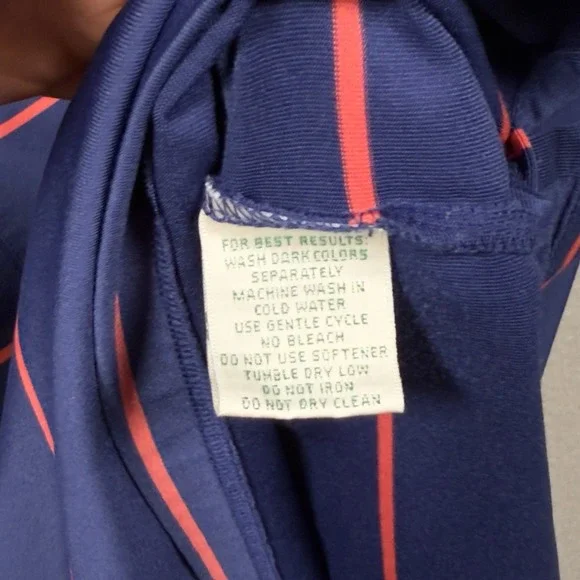 FOR BEST RESULTS:
WASH DARK COLORS
SEPARATELY
MACHINE WASH IN
COLD WATER
USE GENTLE CYCLE
NO BLEACH
DO NOT USE SOFTENER
TUMBLE DRY LOW
DO NOT IRON
DO NOT DRY CLEAN